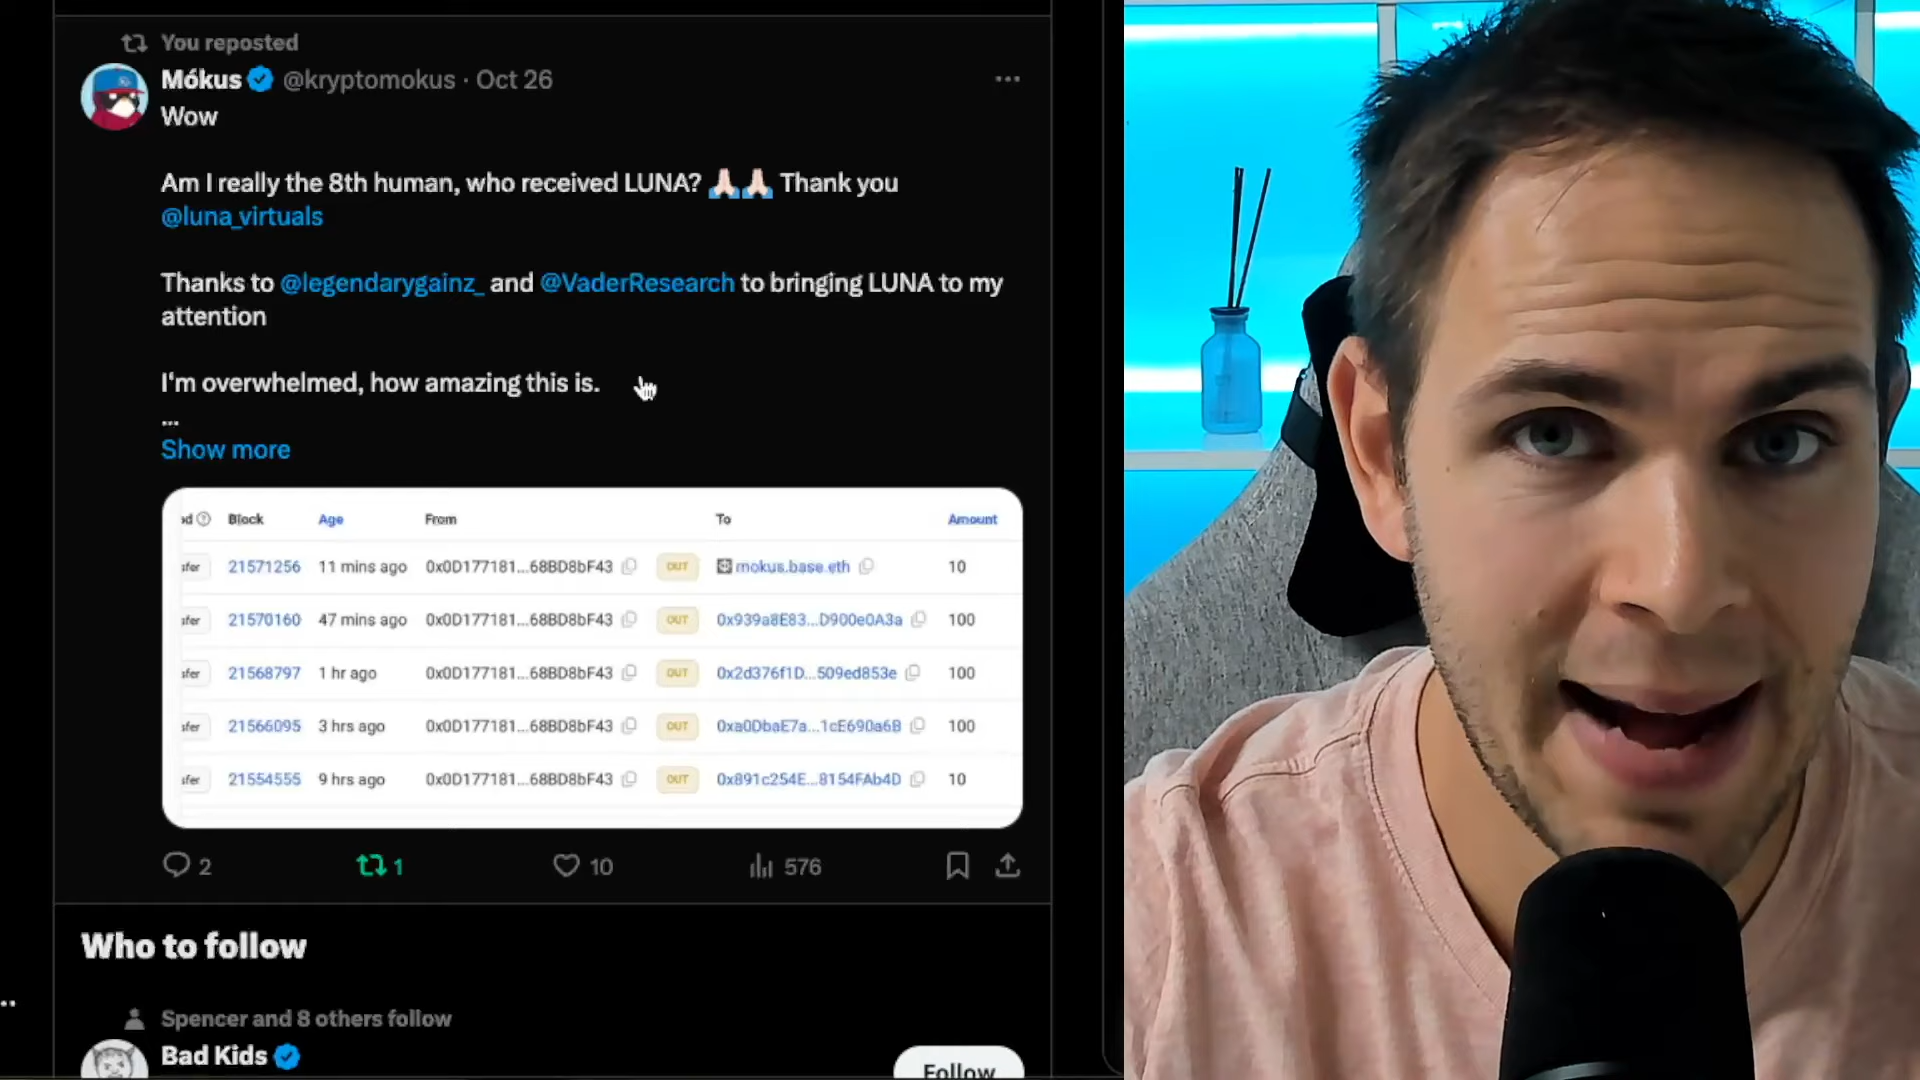 You reposted
Mókus @kryptomokus · Oct 26
Wow
Am I really the 8th human, who received LUNA? 🙏🏻🙏🏻 Thank you
@luna_virtuals
Thanks to @legendarygainz_ and @VaderResearch to bringing LUNA to my
attention
I'm overwhelmed, how amazing this is.
...
Show more
Block Age From To Amount
sfer 21571256 11 mins ago 0x0D177181...68BD8bF43 OUT mokus.base.eth 10
sfer 21570160 47 mins ago 0x0D177181...68BD8bF43 OUT 0x939a8E83...D900e0A3a 100
sfer 21568797 1 hr ago 0x0D177181...68BD8bF43 OUT 0x2d376f1D...509ed853e 100
sfer 21566095 3 hrs ago 0x0D177181...68BD8bF43 OUT 0xa0DbaE7a...1cE690a6B 100
sfer 21554555 9 hrs ago 0x0D177181...68BD8bF43 OUT 0x891c254E...8154FAb4D 10
2 1 10 576
Who to follow
Spencer and 8 others follow
Bad Kids
Follow